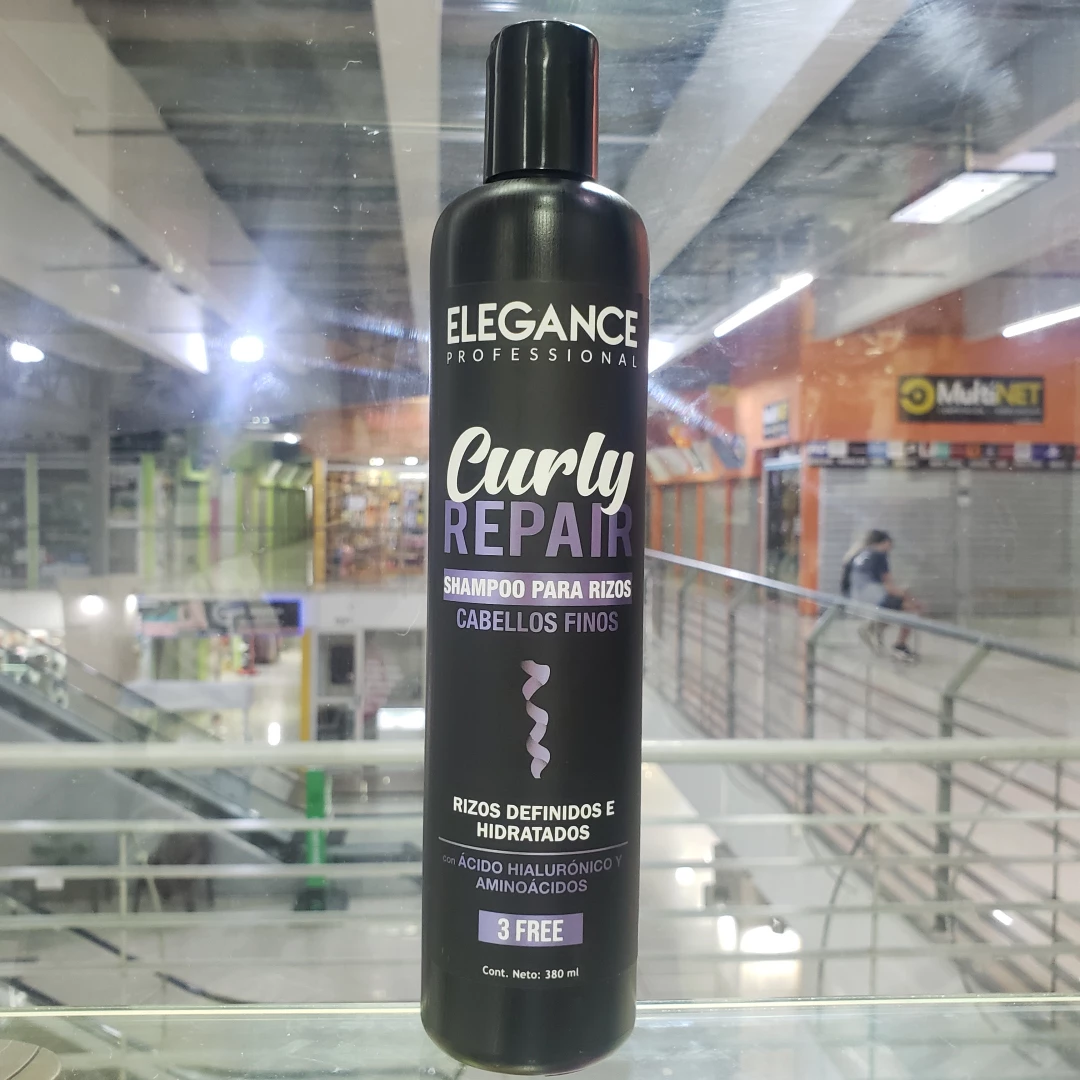 ELEGANCE
PROFESSIONAL
Curly
REPAIR
SHAMPOO PARA RIZOS
CABELLOS FINOS
RIZOS DEFINIDOS E
HIDRATADOS
con ÁCIDO HIALURÓNICO Y
AMINOÁCIDOS
3 FREE
Cont. Neto: 380 ml
MultiNET